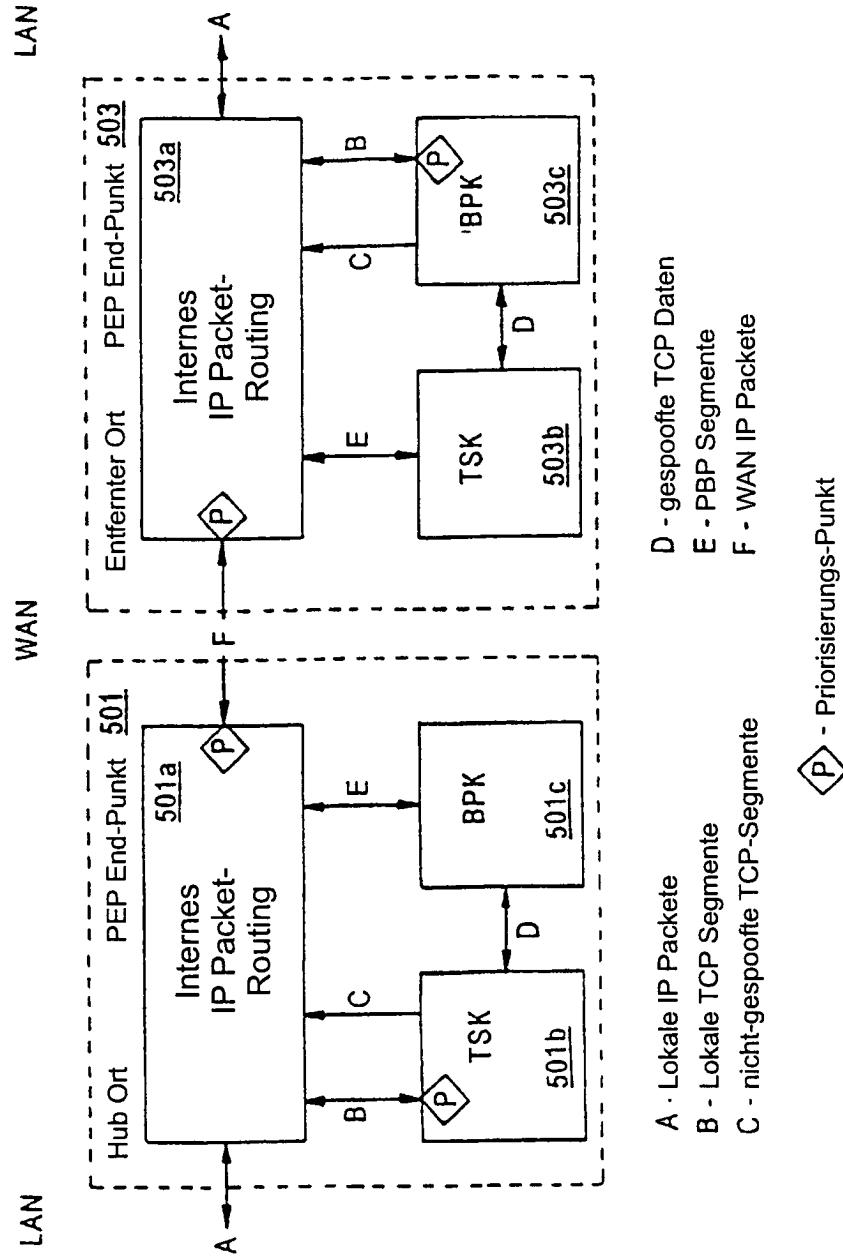 LAN
WAN
LAN
Hub Ort
PEP End-Punkt 501
Entfernter Ort
PEP End-Punkt 503
501a
Internes
IP Packet-
Routing
503a
Internes
IP Packet-
Routing
P
P
A
F
A
B
C
E
E
C
B
P
TSK
501b
D
BPK
501c
TSK
503b
D
P
'BPK
503c
A · Lokale IP Packete
B - Lokale TCP Segmente
C - nicht-gespoofte TCP-Segmente
D - gespoofte TCP Daten
E - PBP Segmente
F - WAN IP Packete
P - Priorisierungs-Punkt